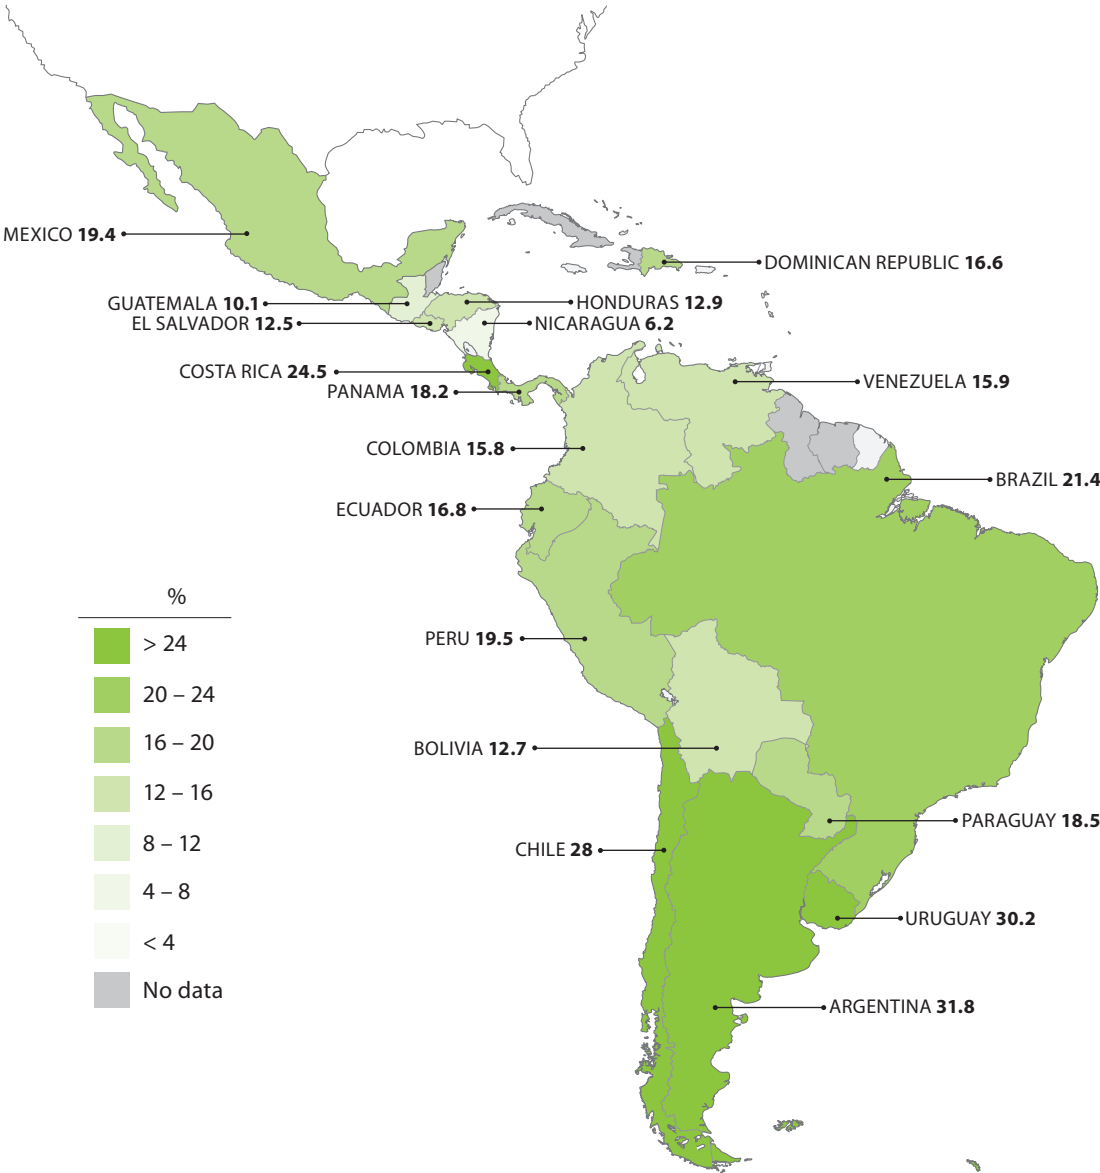 MEXICO 19.4
DOMINICAN REPUBLIC 16.6
GUATEMALA 10.1
HONDURAS 12.9
EL SALVADOR 12.5
NICARAGUA 6.2
COSTA RICA 24.5
PANAMA 18.2
VENEZUELA 15.9
COLOMBIA 15.8
BRAZIL 21.4
ECUADOR 16.8
PERU 19.5
BOLIVIA 12.7
PARAGUAY 18.5
CHILE 28
URUGUAY 30.2
ARGENTINA 31.8
%
> 24
20 – 24
16 – 20
12 – 16
8 – 12
4 – 8
< 4
No data